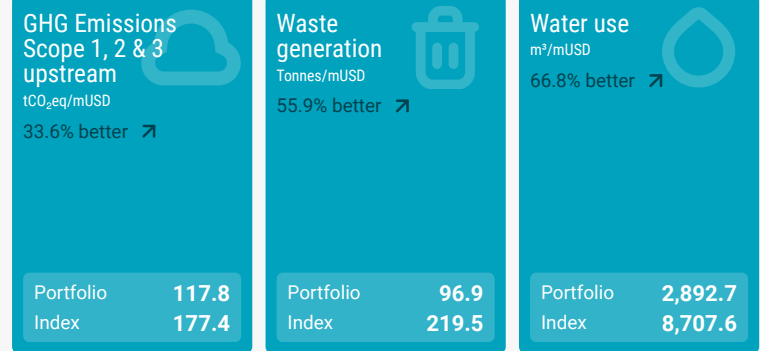 GHG Emissions
Scope 1, 2 & 3
upstream
tCO₂eq/mUSD
33.6% better
Portfolio 117.8
Index 177.4
Waste
generation
Tonnes/mUSD
55.9% better
Portfolio 96.9
Index 219.5
Water use
m³/mUSD
66.8% better
Portfolio 2,892.7
Index 8,707.6